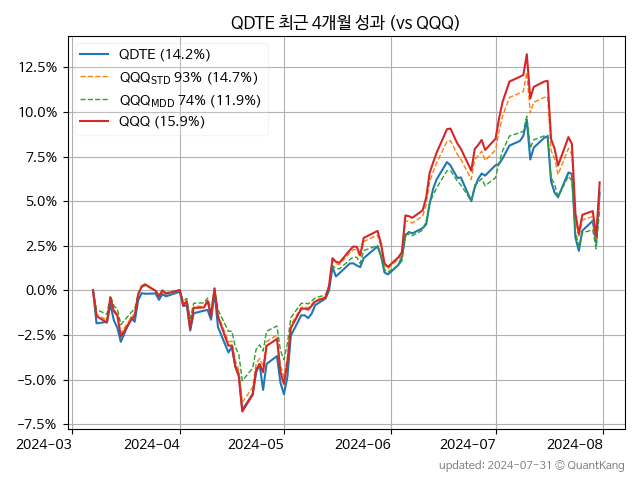 QDTE 최근 4개월 성과 (vs QQQ)
QDTE (14.2%)
QQQSTD 93% (14.7%)
QQQMDD 74% (11.9%)
QQQ (15.9%)
12.5%
10.0%
7.5%
5.0%
2.5%
0.0%
−2.5%
−5.0%
−7.5%
2024-03 2024-04 2024-05 2024-06 2024-07 2024-08
updated: 2024-07-31 © QuantKang